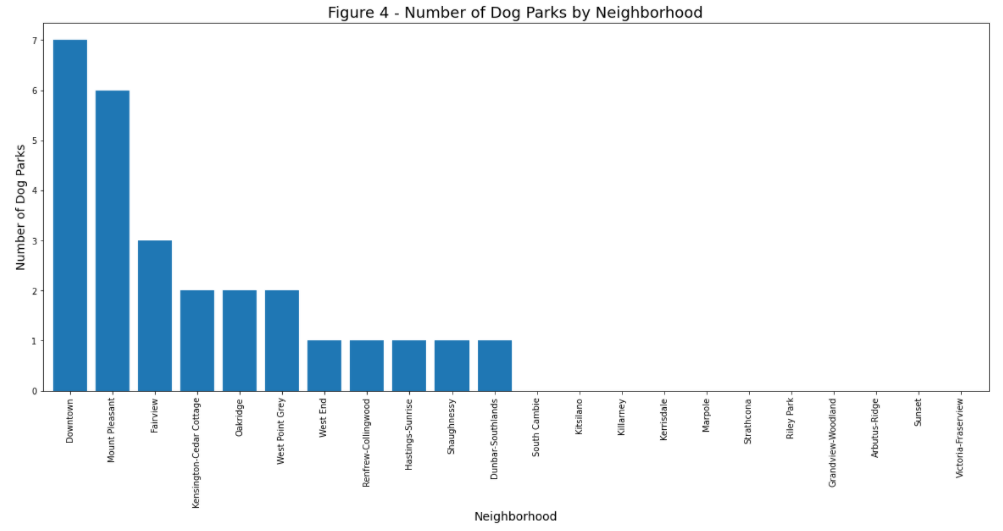 Figure 4 - Number of Dog Parks by Neighborhood
Number of Dog Parks
7
6
5
4
3
2
1
0
Downtown
Mount Pleasant
Fairview
Kensington-Cedar Cottage
Oakridge
West Point Grey
West End
Renfrew-Collingwood
Hastings-Sunrise
Shaughnessy
Dunbar-Southlands
South Cambie
Kitsilano
Killarney
Kerrisdale
Marpole
Strathcona
Riley Park
Grandview-Woodland
Arbutus-Ridge
Sunset
Victoria-Fraserview
Neighborhood